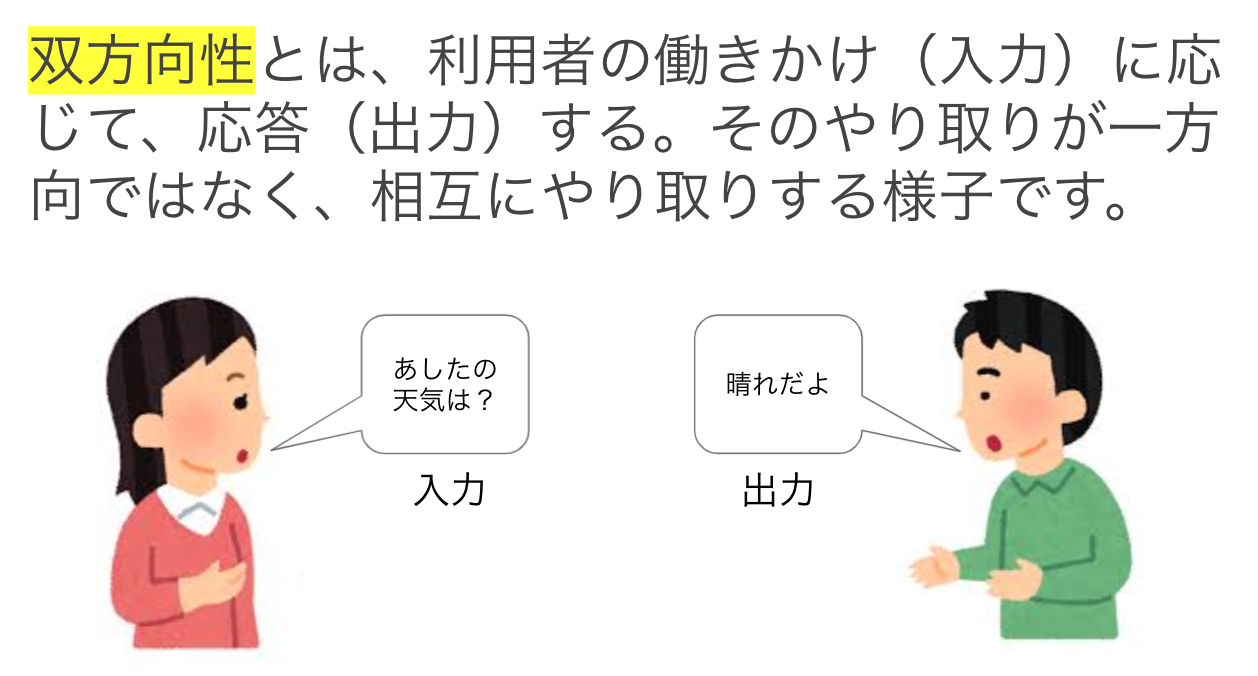 双方向性とは、利用者の働きかけ（入力）に応
じて、応答（出力）する。そのやり取りが一方
向ではなく、相互にやり取りする様子です。
あしたの
天気は？
入力
晴れだよ
出力